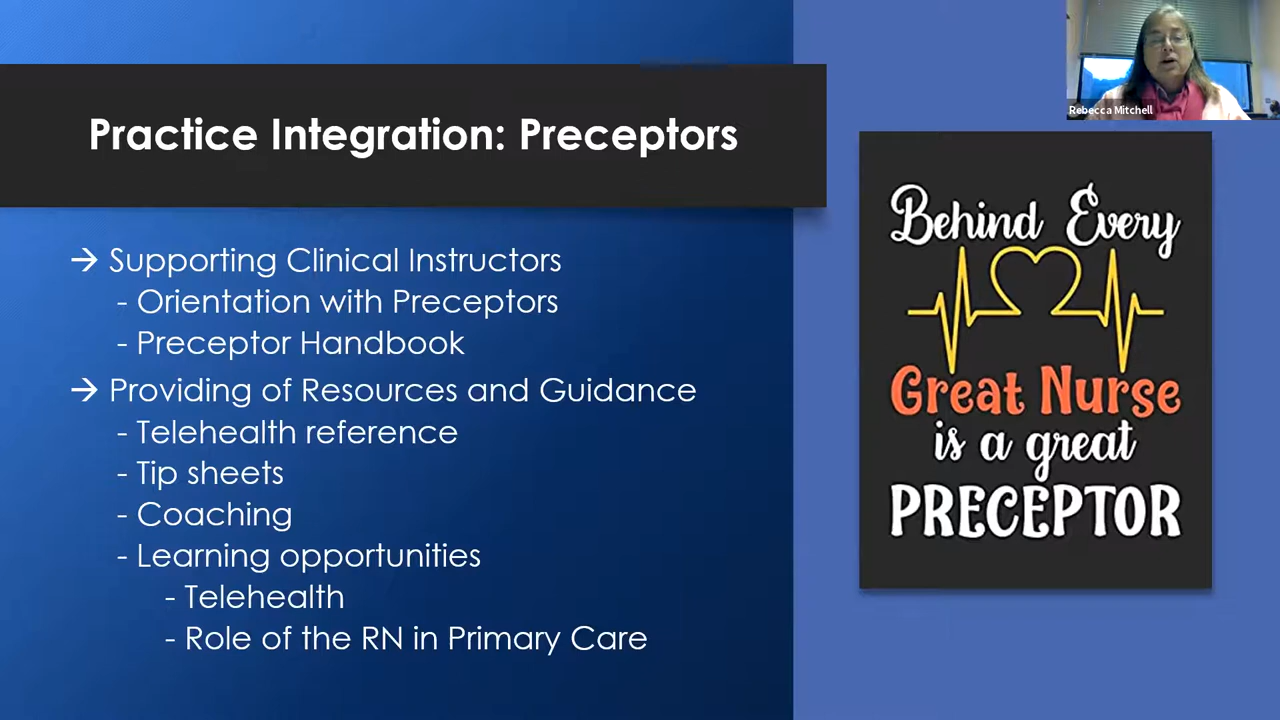 Practice Integration: Preceptors
→ Supporting Clinical Instructors
- Orientation with Preceptors
- Preceptor Handbook
→ Providing of Resources and Guidance
- Telehealth reference
- Tip sheets
- Coaching
- Learning opportunities
- Telehealth
- Role of the RN in Primary Care
Rebecca Mitchell
Behind Every
Great Nurse
is a great
PRECEPTOR